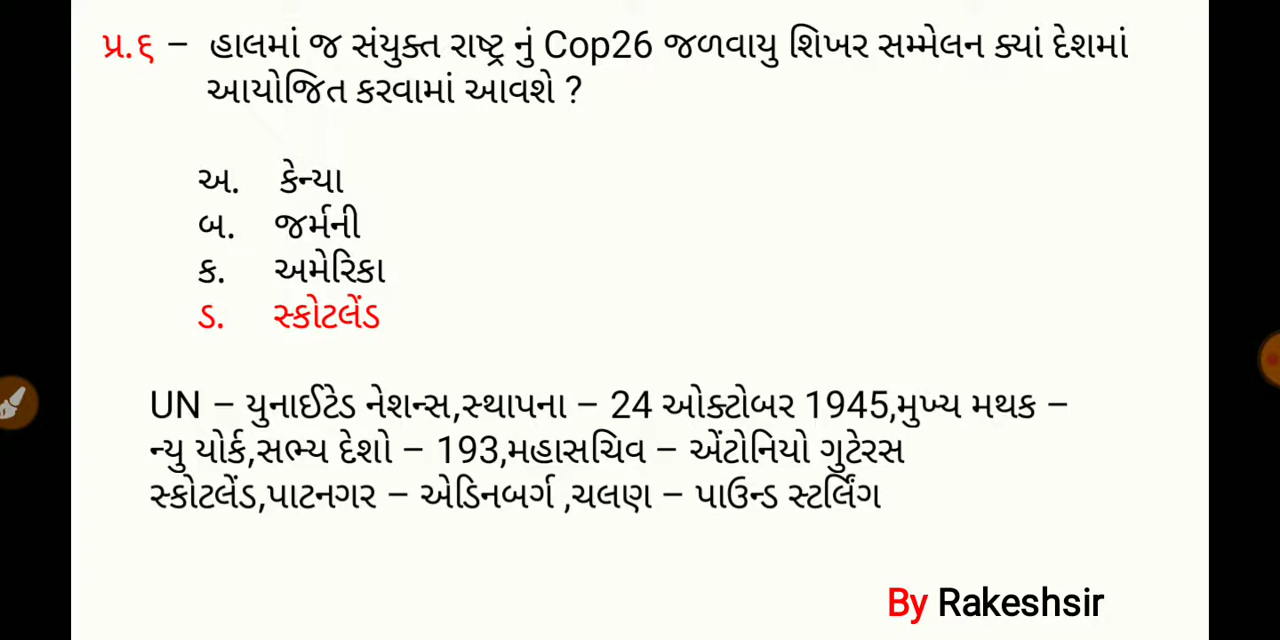 પ્ર.૬ – હાલમાં જ સંયુક્ત રાષ્ટ્ર નું Cop26 જળવાયુ શિખર સમ્મેલન ક્યાં દેશમાં
આયોજિત કરવામાં આવશે ?
અ. કેન્યા
બ. જર્મની
ક. અમેરિકા
ડ. સ્કોટલેંડ
UN – યુનાઈટેડ નેશન્સ,સ્થાપના – 24 ઓક્ટોબર 1945,મુખ્ય મથક –
ન્યુ યોર્ક,સભ્ય દેશો – 193,મહાસચિવ – એંટોનિયો ગુટેરસ
સ્કોટલેંડ,પાટનગર – એડિનબર્ગ ,ચલણ – પાઉન્ડ સ્ટર્લિંગ
By Rakeshsir